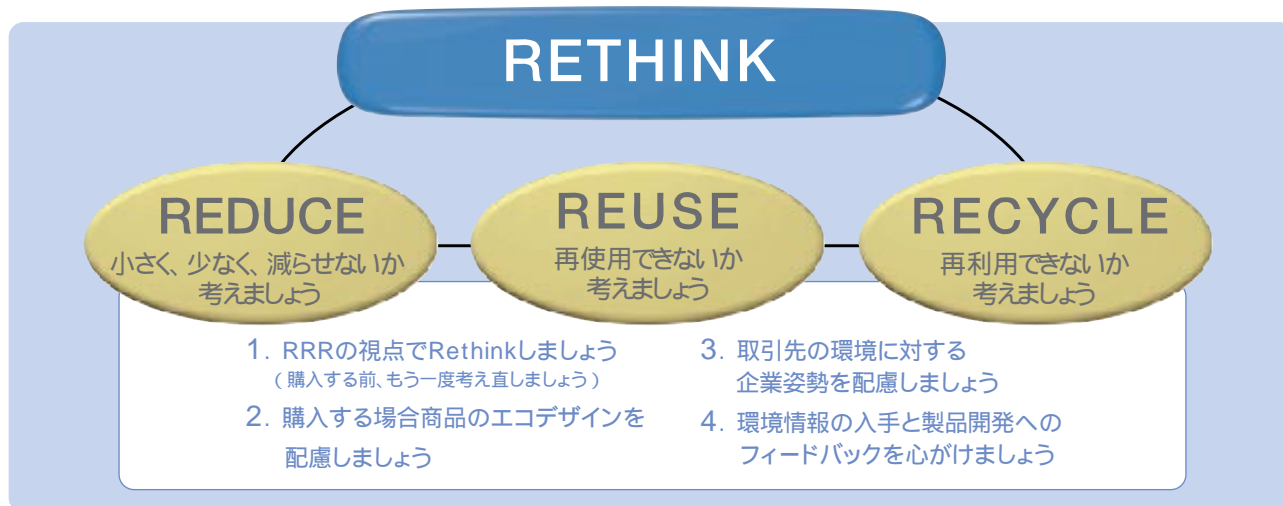 RETHINK
REDUCE
小さく、少なく、減らせないか
考えましょう
REUSE
再使用できないか
考えましょう
RECYCLE
再利用できないか
考えましょう
1. RRRの視点でRethinkしましょう
(購入する前、もう一度考え直しましょう)
2. 購入する場合商品のエコデザインを
配慮しましょう
3. 取引先の環境に対する
企業姿勢を配慮しましょう
4. 環境情報の入手と製品開発への
フィードバックを心がけましょう